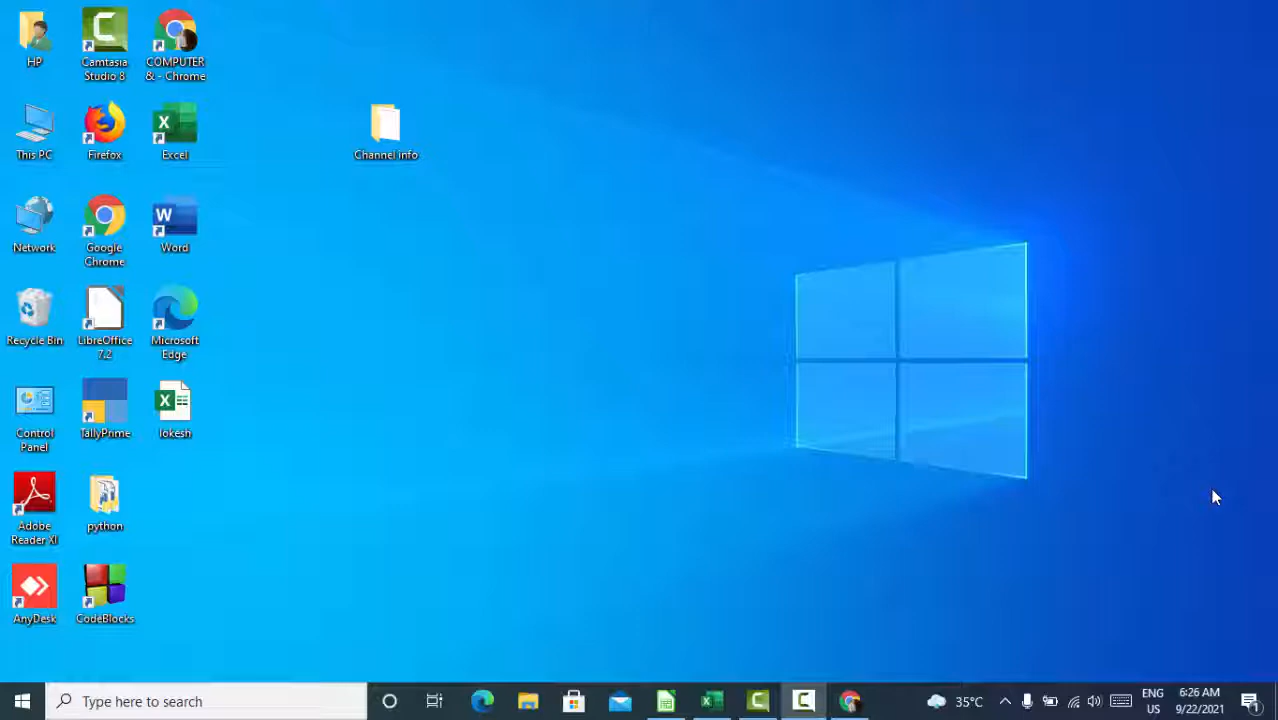 HP
Camtasia
Studio 8
COMPUTER
& - Chrome
This PC
Firefox
Excel
Channel info
Network
Google
Chrome
Word
Recycle Bin
LibreOffice
7.2
Microsoft
Edge
Control
Panel
TallyPrime
lokesh
Adobe
Reader XI
python
AnyDesk
CodeBlocks
Type here to search
35°C
ENG
US
6:26 AM
9/22/2021
1